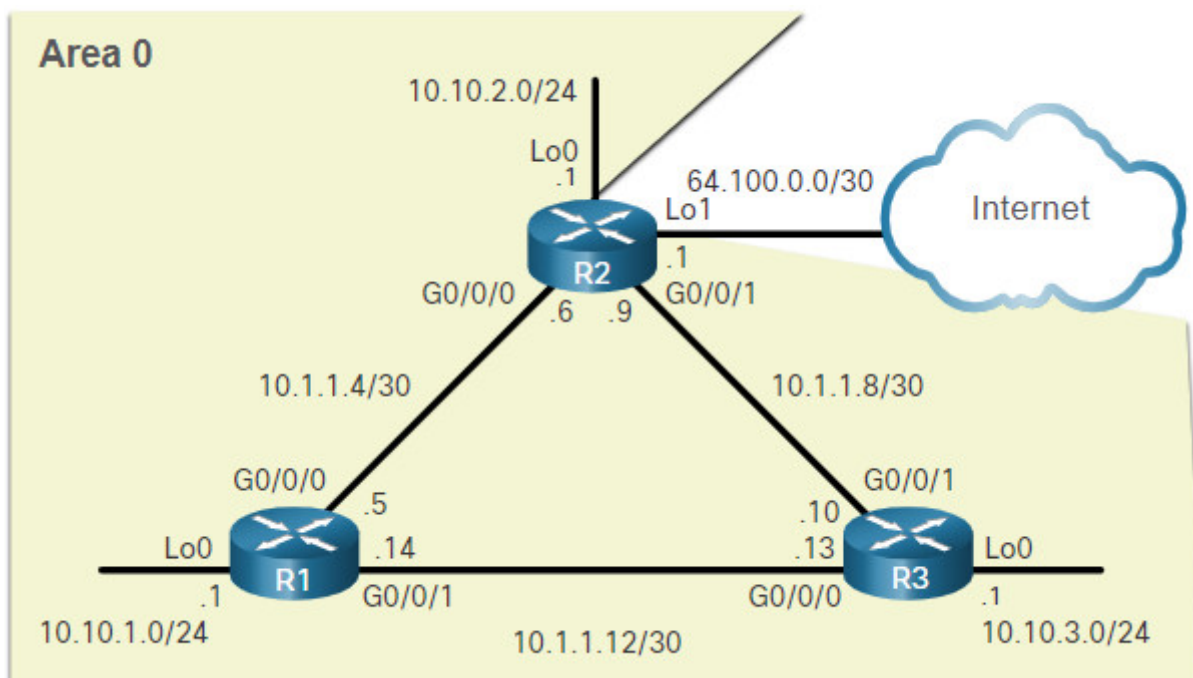 Area 0
10.10.2.0/24
Lo0
.1
64.100.0.0/30
Lo1
Internet
.1
R2
G0/0/0
G0/0/1
.6
.9
10.1.1.4/30
10.1.1.8/30
G0/0/0
G0/0/1
.5
.10
Lo0
.14
.13
Lo0
R1
R3
.1
G0/0/1
G0/0/0
.1
10.10.1.0/24
10.1.1.12/30
10.10.3.0/24